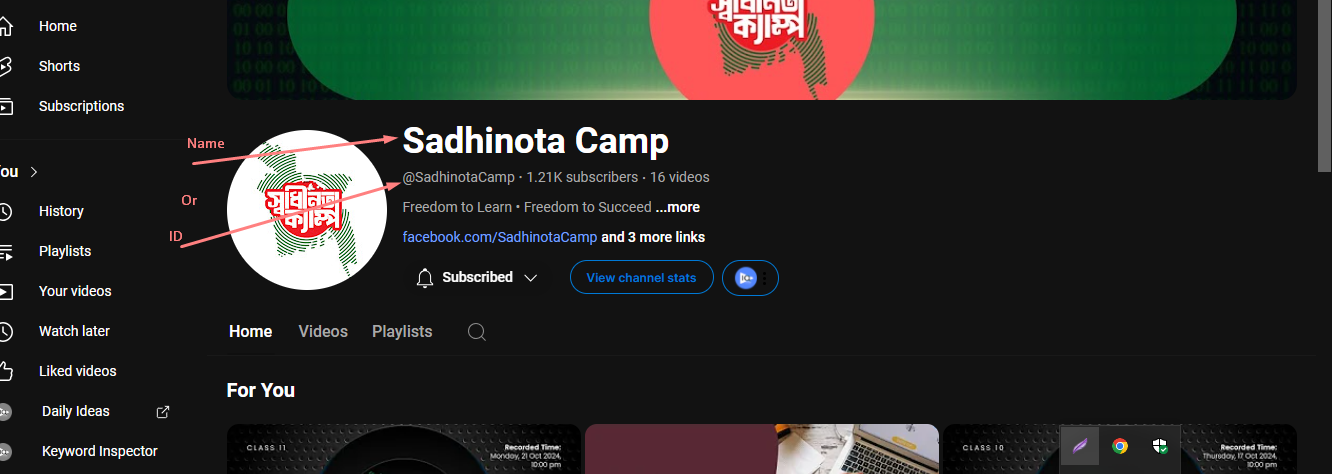 Home
Shorts
Subscriptions
You
History
Playlists
Your videos
Watch later
Liked videos
Daily Ideas
Keyword Inspector
স্বাধীনতা
ক্যাম্প
Name
Or
ID
স্বাধীনতা
ক্যাম্প
Sadhinota Camp
@SadhinotaCamp · 1.21K subscribers · 16 videos
Freedom to Learn • Freedom to Succeed ...more
facebook.com/SadhinotaCamp and 3 more links
Subscribed
View channel stats
Home Videos Playlists
For You
CLASS 11
Recorded Time:
Monday, 21 Oct 2024,
10:00 pm
CLASS 10
Recorded Time:
Thursday, 17 Oct 2024,
10:00 pm